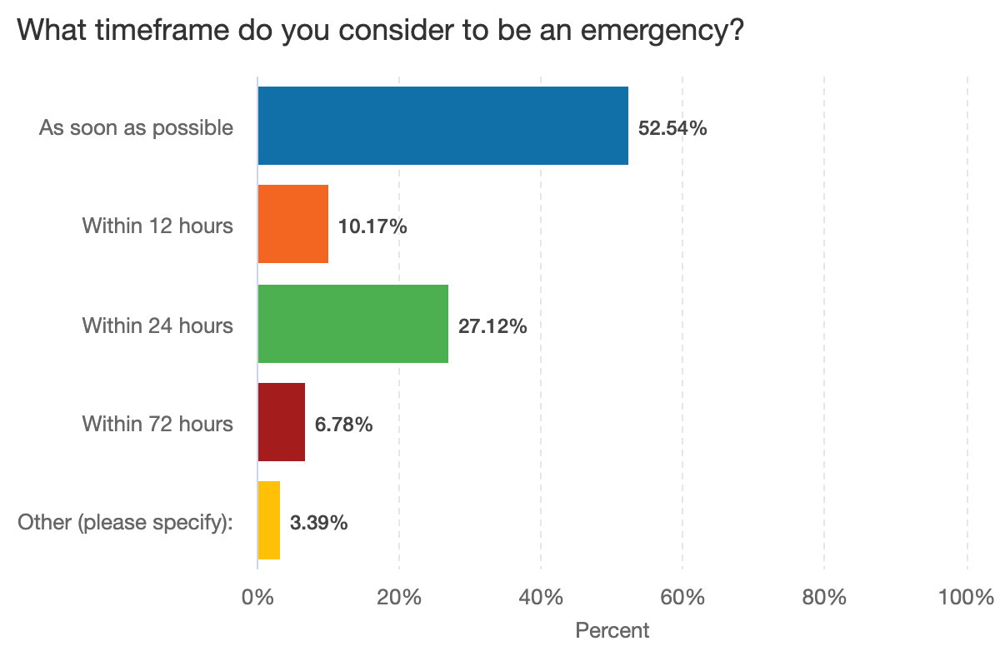 What timeframe do you consider to be an emergency?
As soon as possible
52.54%
Within 12 hours
10.17%
Within 24 hours
27.12%
Within 72 hours
6.78%
Other (please specify):
3.39%
0% 20% 40% 60% 80% 100%
Percent